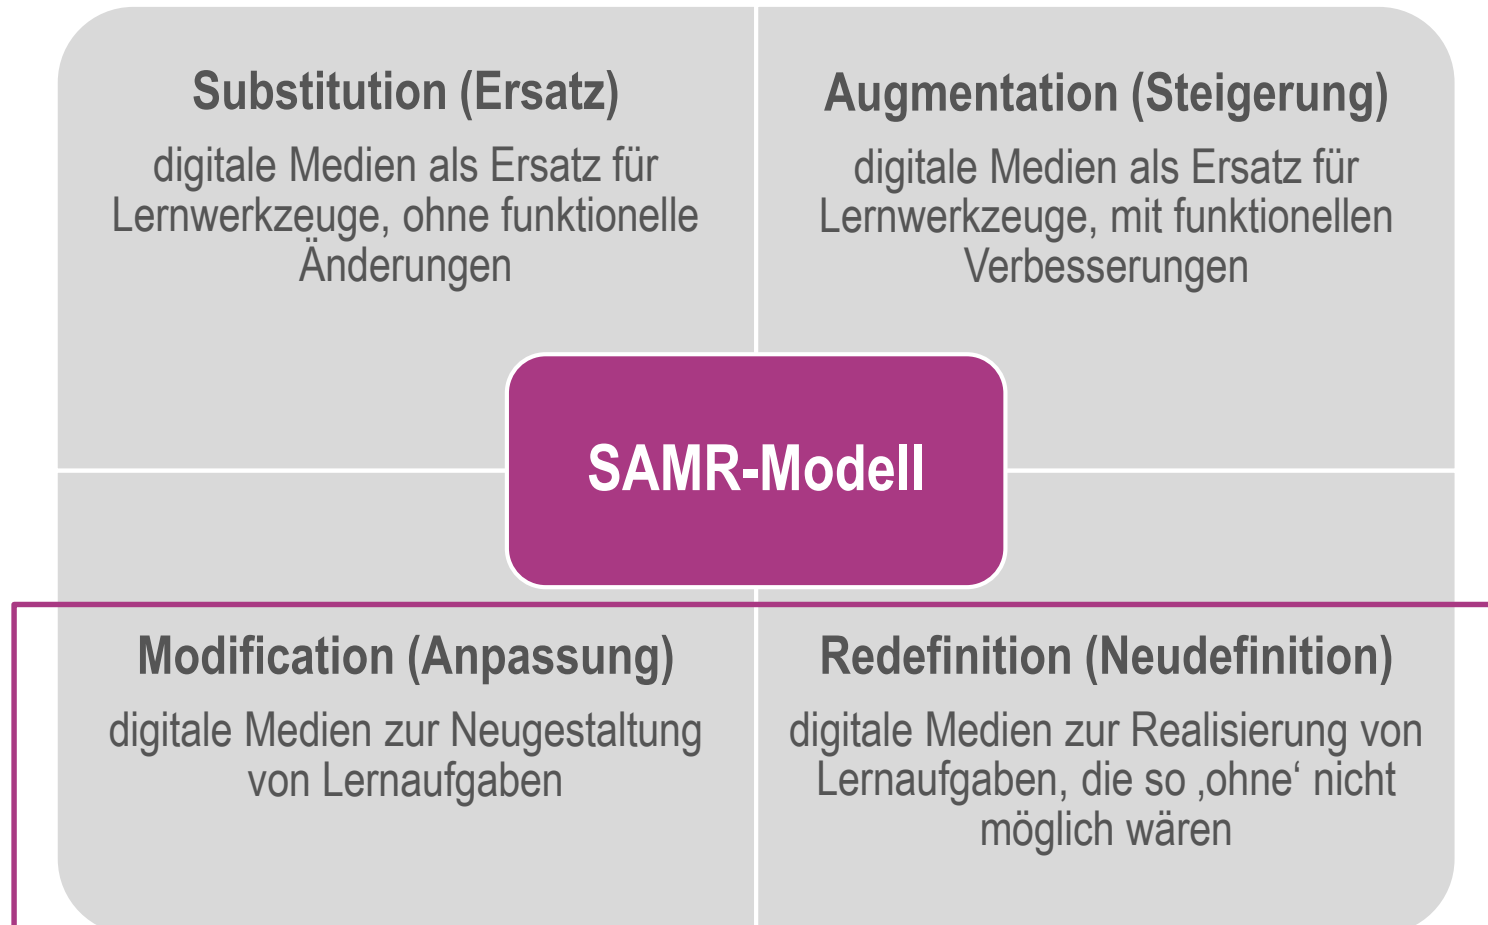 Substitution (Ersatz)
digitale Medien als Ersatz für
Lernwerkzeuge, ohne funktionelle
Änderungen
Augmentation (Steigerung)
digitale Medien als Ersatz für
Lernwerkzeuge, mit funktionellen
Verbesserungen
SAMR-Modell
Modification (Anpassung)
digitale Medien zur Neugestaltung
von Lernaufgaben
Redefinition (Neudefinition)
digitale Medien zur Realisierung von
Lernaufgaben, die so ‚ohne‘ nicht
möglich wären